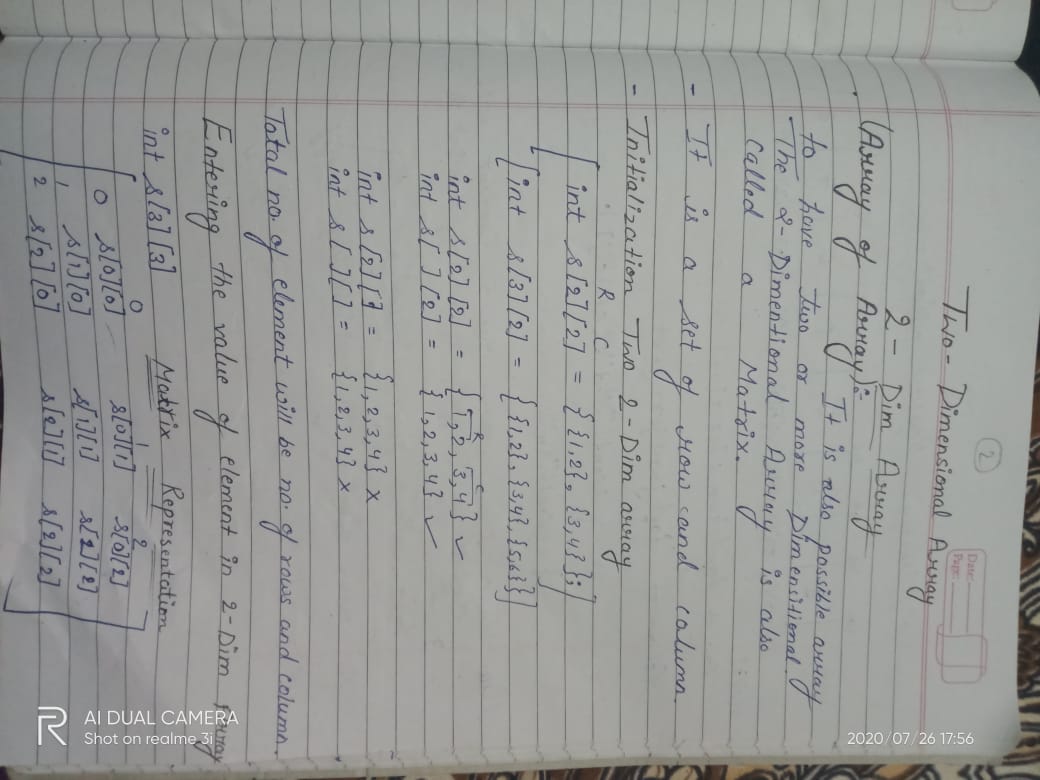 2
Date:
Page:
Two - Dimensional Array
2 - Dim Array
(Array of Array):- It is also possible array
to have two or more Dimensitional.
The 2 - Dimentional Array is also
called a Matrix.
- It is a set of row and column.
- Initialization Two 2 - Dim array
R C
[int s[2][2] = {{1,2}, {3,4}};]
[int s[3][2] = {{1,2},{3,4},{5,6}}]
R C
int s[2][2] = {1,2,3,4} ✓
int s[ ][2] = {1,2,3,4} ✓
int s[2][ ] = {1,2,3,4} ×
int s[ ][ ] = {1,2,3,4} ×
Total no. of element will be no. of rows and column.
Entering the value of element in 2 - Dim Array
Matrix Representation
int s[3][3]
0 1 2
0 s[0][0] s[0][1] s[0][2]
1 s[1][0] s[1][1] s[1][2]
2 s[2][0] s[2][1] s[2][2]
R AI DUAL CAMERA
Shot on realme 3i
2020/07/26 17:56